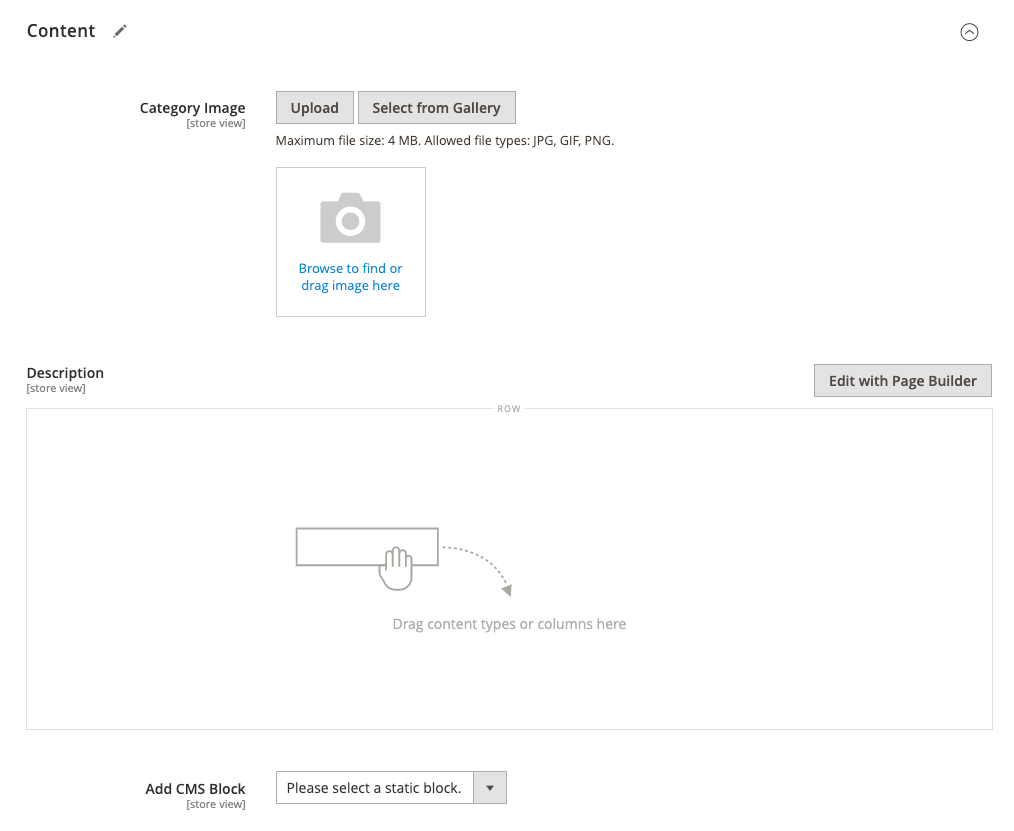 Content
Category Image
[store view]
Upload
Select from Gallery
Maximum file size: 4 MB. Allowed file types: JPG, GIF, PNG.
Browse to find or
drag image here
Description
[store view]
Edit with Page Builder
ROW
Drag content types or columns here
Add CMS Block
[store view]
Please select a static block.